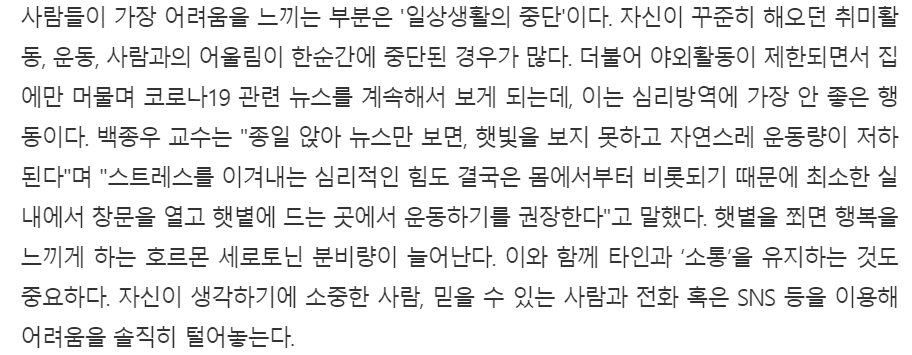 사람들이 가장 어려움을 느끼는 부분은 '일상생활의 중단'이다. 자신이 꾸준히 해오던 취미활
동, 운동, 사람과의 어울림이 한순간에 중단된 경우가 많다. 더불어 야외활동이 제한되면서 집
에만 머물며 코로나19 관련 뉴스를 계속해서 보게 되는데, 이는 심리방역에 가장 안 좋은 행
동이다. 백종우 교수는 "종일 앉아 뉴스만 보면, 햇빛을 보지 못하고 자연스레 운동량이 저하
된다"며 "스트레스를 이겨내는 심리적인 힘도 결국은 몸에서부터 비롯되기 때문에 최소한 실
내에서 창문을 열고 햇볕에 드는 곳에서 운동하기를 권장한다"고 말했다. 햇볕을 쬐면 행복을
느끼게 하는 호르몬 세로토닌 분비량이 늘어난다. 이와 함께 타인과 ‘소통’을 유지하는 것도
중요하다. 자신이 생각하기에 소중한 사람, 믿을 수 있는 사람과 전화 혹은 SNS 등을 이용해
어려움을 솔직히 털어놓는다.